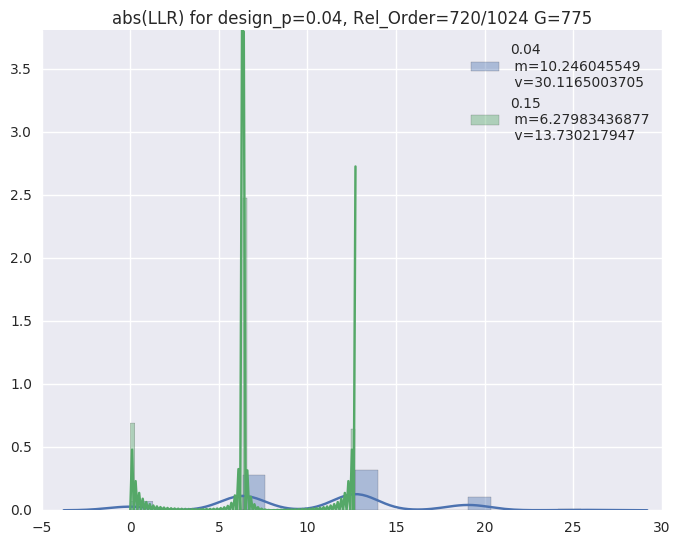 abs(LLR) for design_p=0.04, Rel_Order=720/1024 G=775
0.04
m=10.246045549
v=30.1165003705
0.15
m=6.27983436877
v=13.730217947
3.5
3.0
2.5
2.0
1.5
1.0
0.5
0.0
−5 0 5 10 15 20 25 30